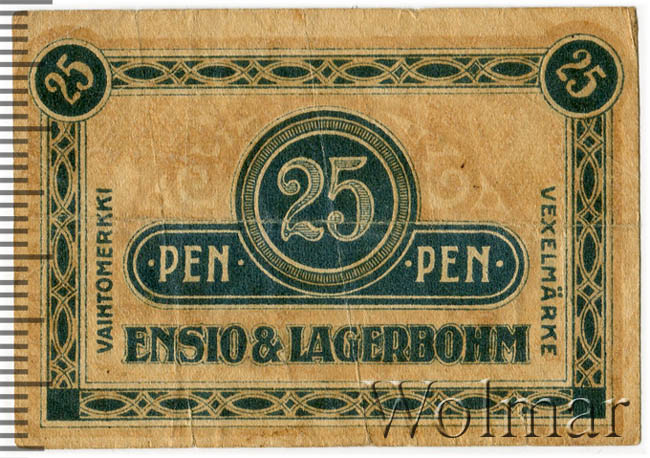 25
25
25
·PEN· ·PEN·
VAIHTOMERKKI
VEXELMÄRKE
ENSIO & LAGERBOHM
Wolmar